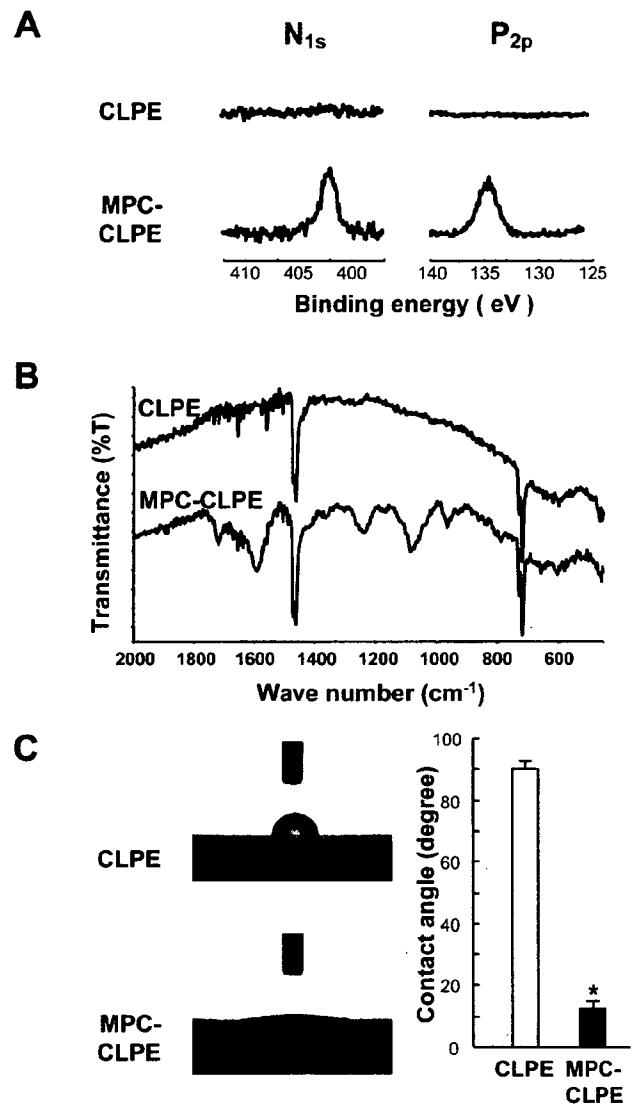 A
N1s P2p
CLPE
MPC-
CLPE
410 405 400 140 135 130 125
Binding energy ( eV )
B
CLPE
MPC-CLPE
Transmittance (%T)
2000 1800 1600 1400 1200 1000 800 600
Wave number (cm-1)
C
CLPE
MPC-
CLPE
Contact angle (degree)
100
80
60
40
20
0
*
CLPE MPC-
CLPE